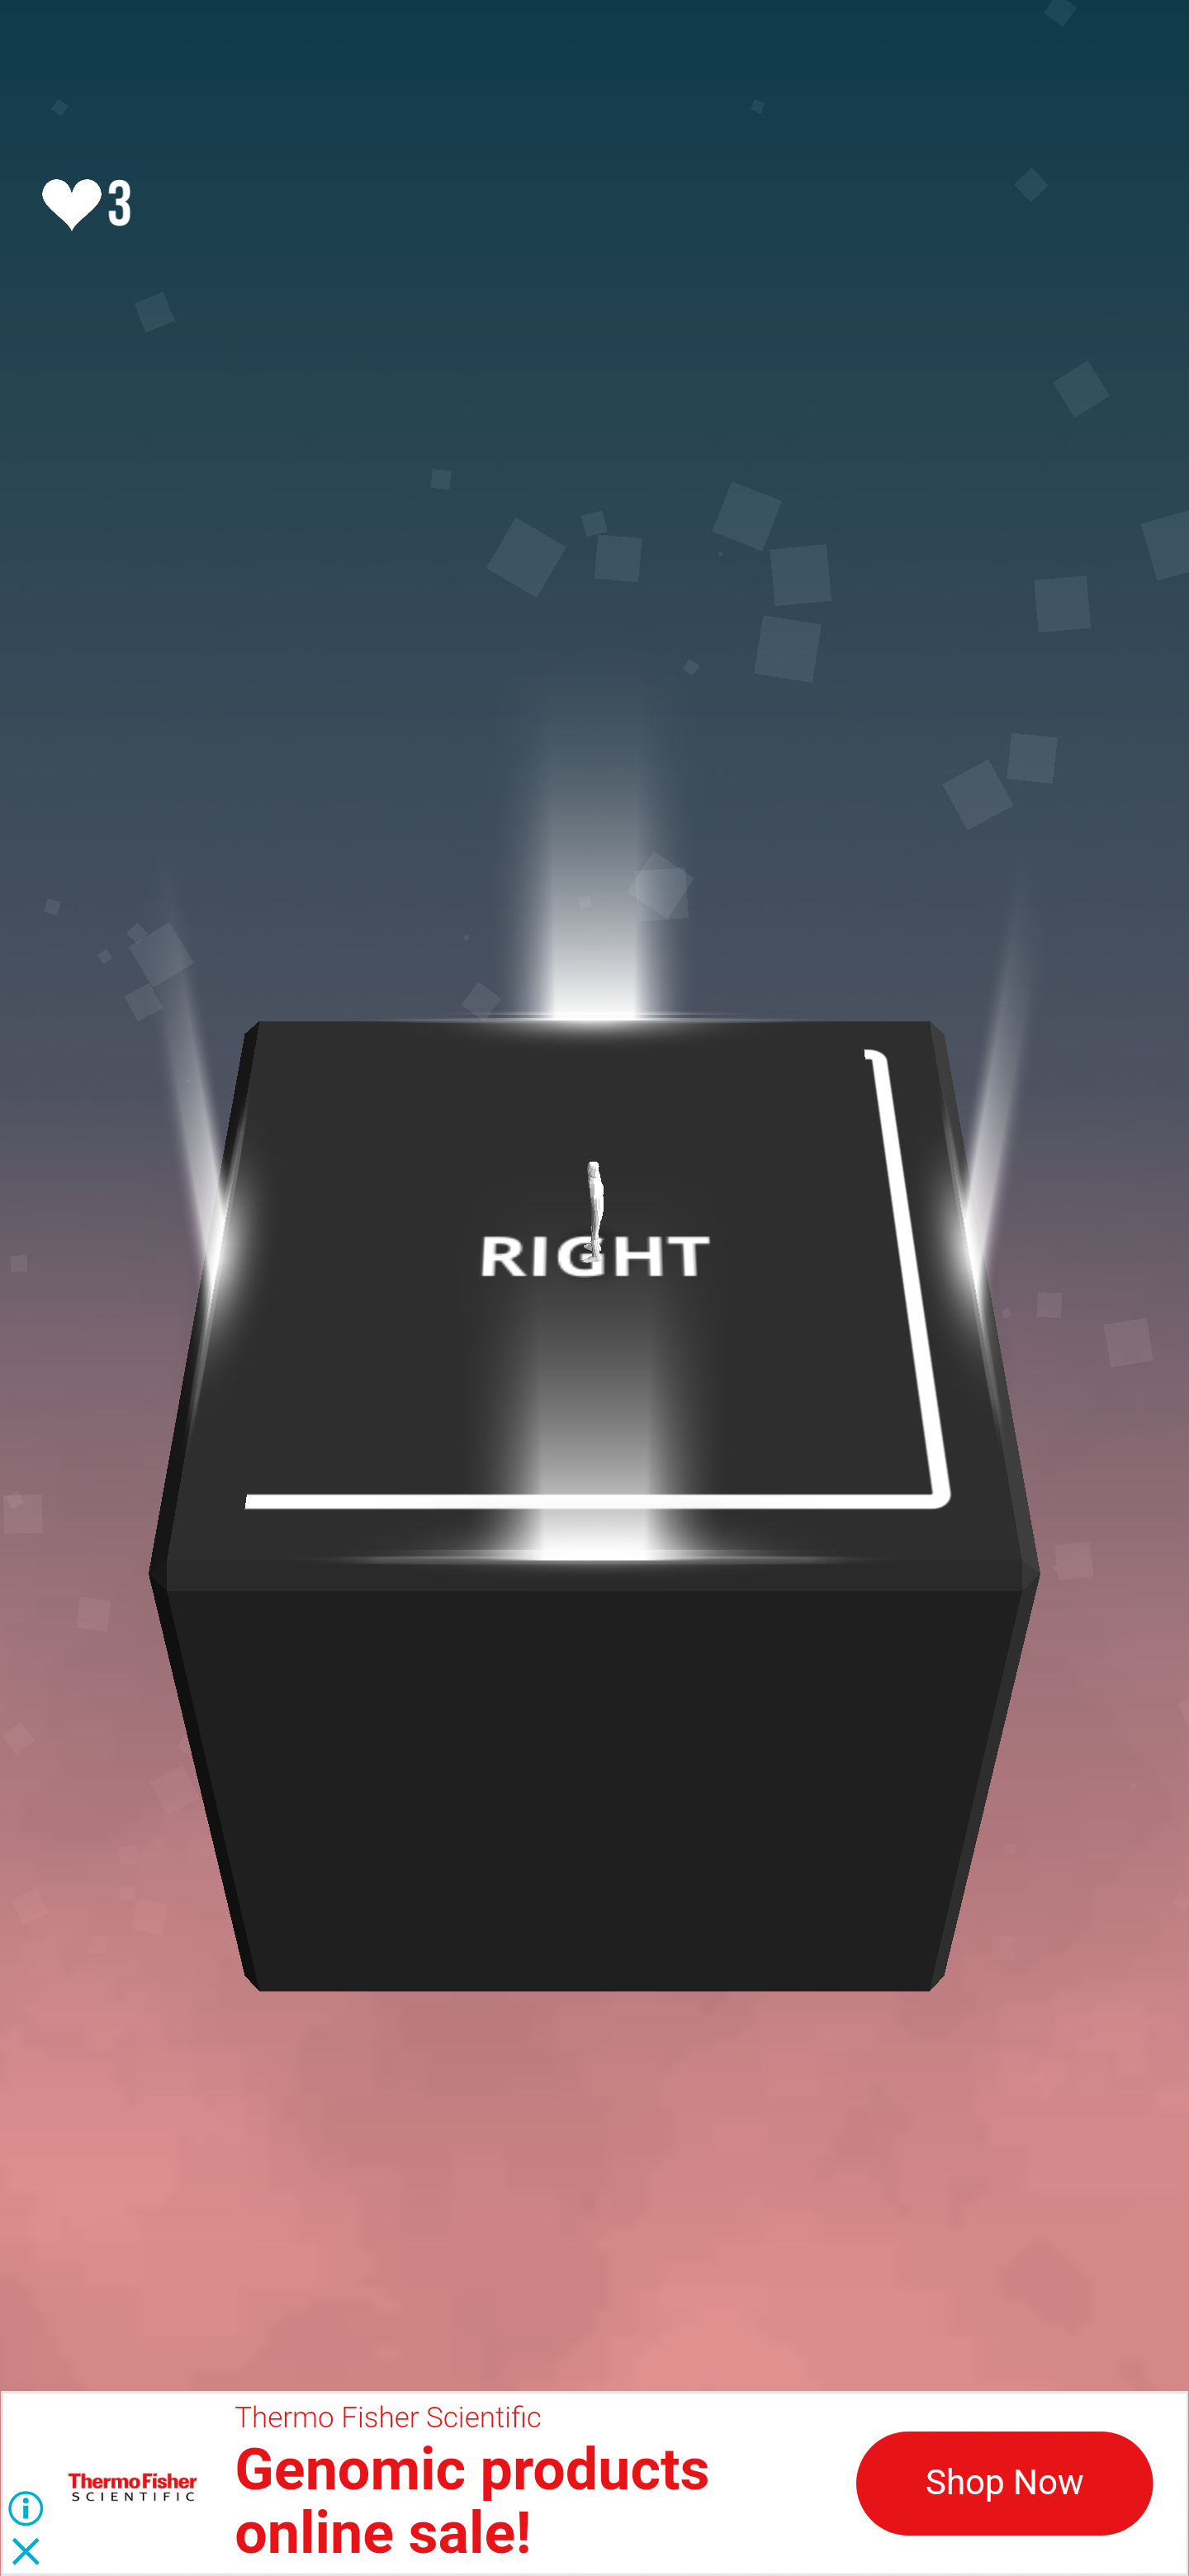 3
RIGHT
Thermo Fisher Scientific
Genomic products
online sale!
ThermoFisher
SCIENTIFIC
Shop Now